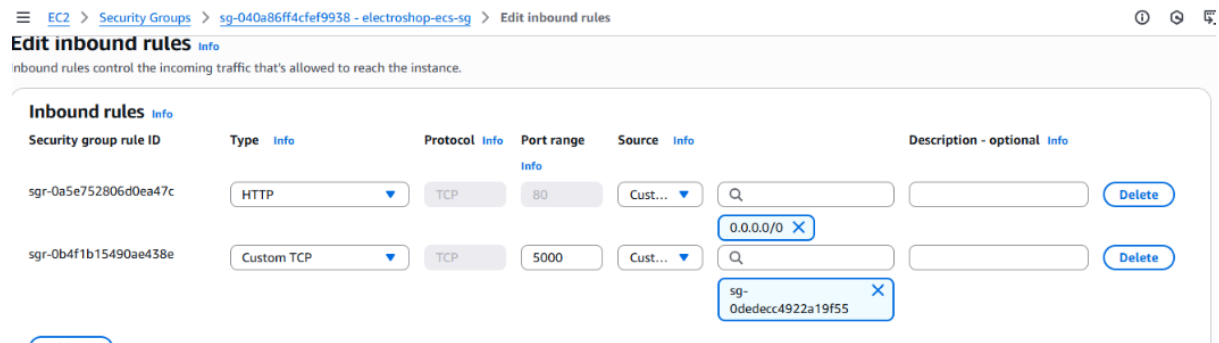 EC2 > Security Groups > sg-040a86ff4cfef9938 - electroshop-ecs-sg > Edit inbound rules
Edit inbound rules Info
Inbound rules control the incoming traffic that's allowed to reach the instance.
Inbound rules Info
Security group rule ID Type Info Protocol Info Port range Info Source Info Description - optional Info
sgr-0a5e752806d0ea47c HTTP TCP 80 Cust... Delete
0.0.0.0/0
sgr-0b4f1b15490ae438e Custom TCP TCP 5000 Cust... Delete
sg-
0dedecc4922a19f55